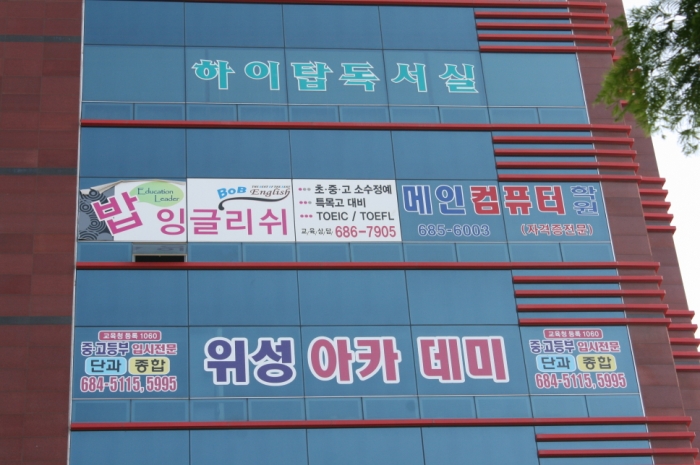 하이탑독서실
Education
Leader
밥 잉글리쉬
BoB
English
초·중·고 소수정예
특목고 대비
TOEIC / TOEFL
교,육,상,담, 686-7905
메인컴퓨터학원
685-6003
(자격증전문)
교육청 등록 1060
중·고등부 입시전문
단과 종합
684-5115, 5995
위성 아카데미
교육청 등록 1060
중·고등부 입시전문
단과 종합
684-5115, 5995